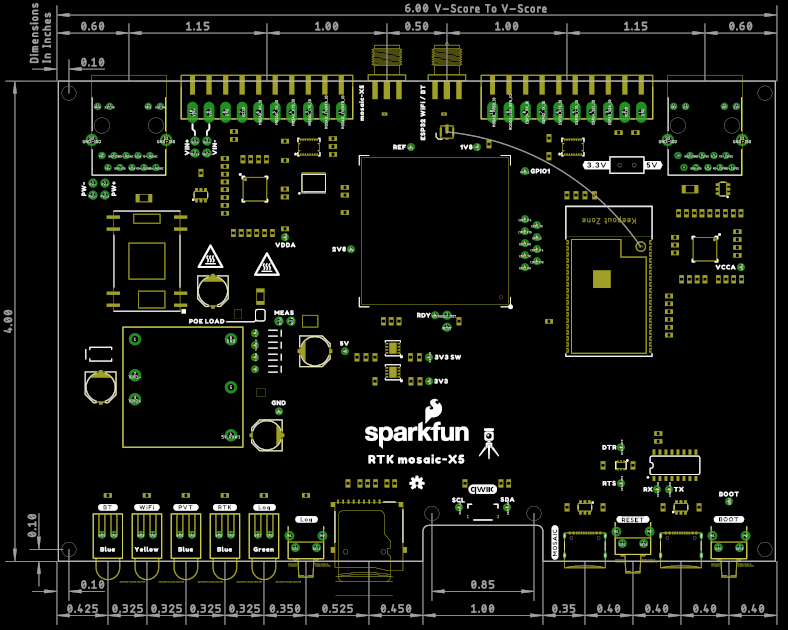 Dimensions
In Inches
6.00 V-Score To V-Score
0.60
1.15
1.00
0.50
1.00
1.15
0.60
0.10
mosaic-X5
ESP32 WiFi / BT
VIN+
VIN+
REF
1V8
3.3V
5V
GPIO1
PW-
PW+
Keepout Zone
VDDA
2V8
VCCA
4.00
POE LOAD
MEAS
RDY
5V
3V3 SW
3V3
GND
sparkfun
RTK mosaic-X5
DTR
RTS
RX
TX
BOOT
QWIIC
SCL
SDA
BT
WiFi
PVT
RTK
Log
Log
RESET
BOOT
MOSAIC
0.10
Blue
Yellow
Blue
Blue
Green
0.10
0.85
0.425
0.325
0.325
0.325
0.325
0.350
0.525
0.450
1.00
0.35
0.40
0.40
0.40
0.40